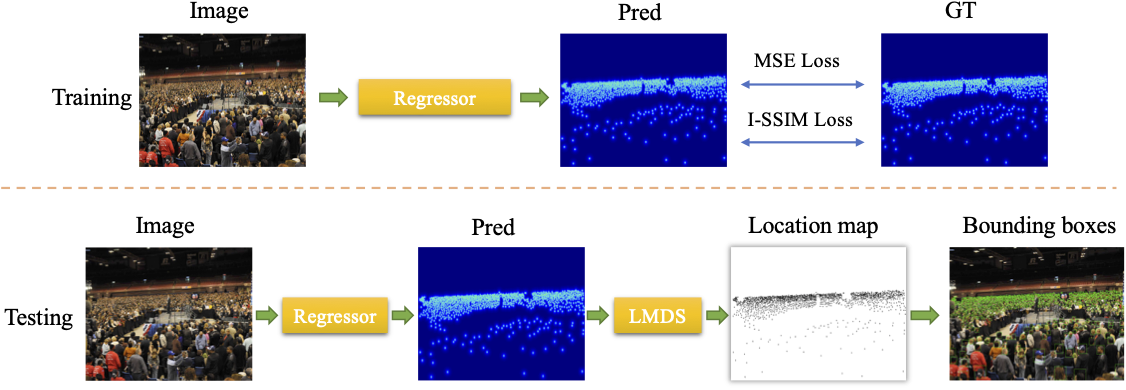 Image
Pred
GT
Training
Regressor
MSE Loss
I-SSIM Loss
Image
Pred
Location map
Bounding boxes
Testing
Regressor
LMDS